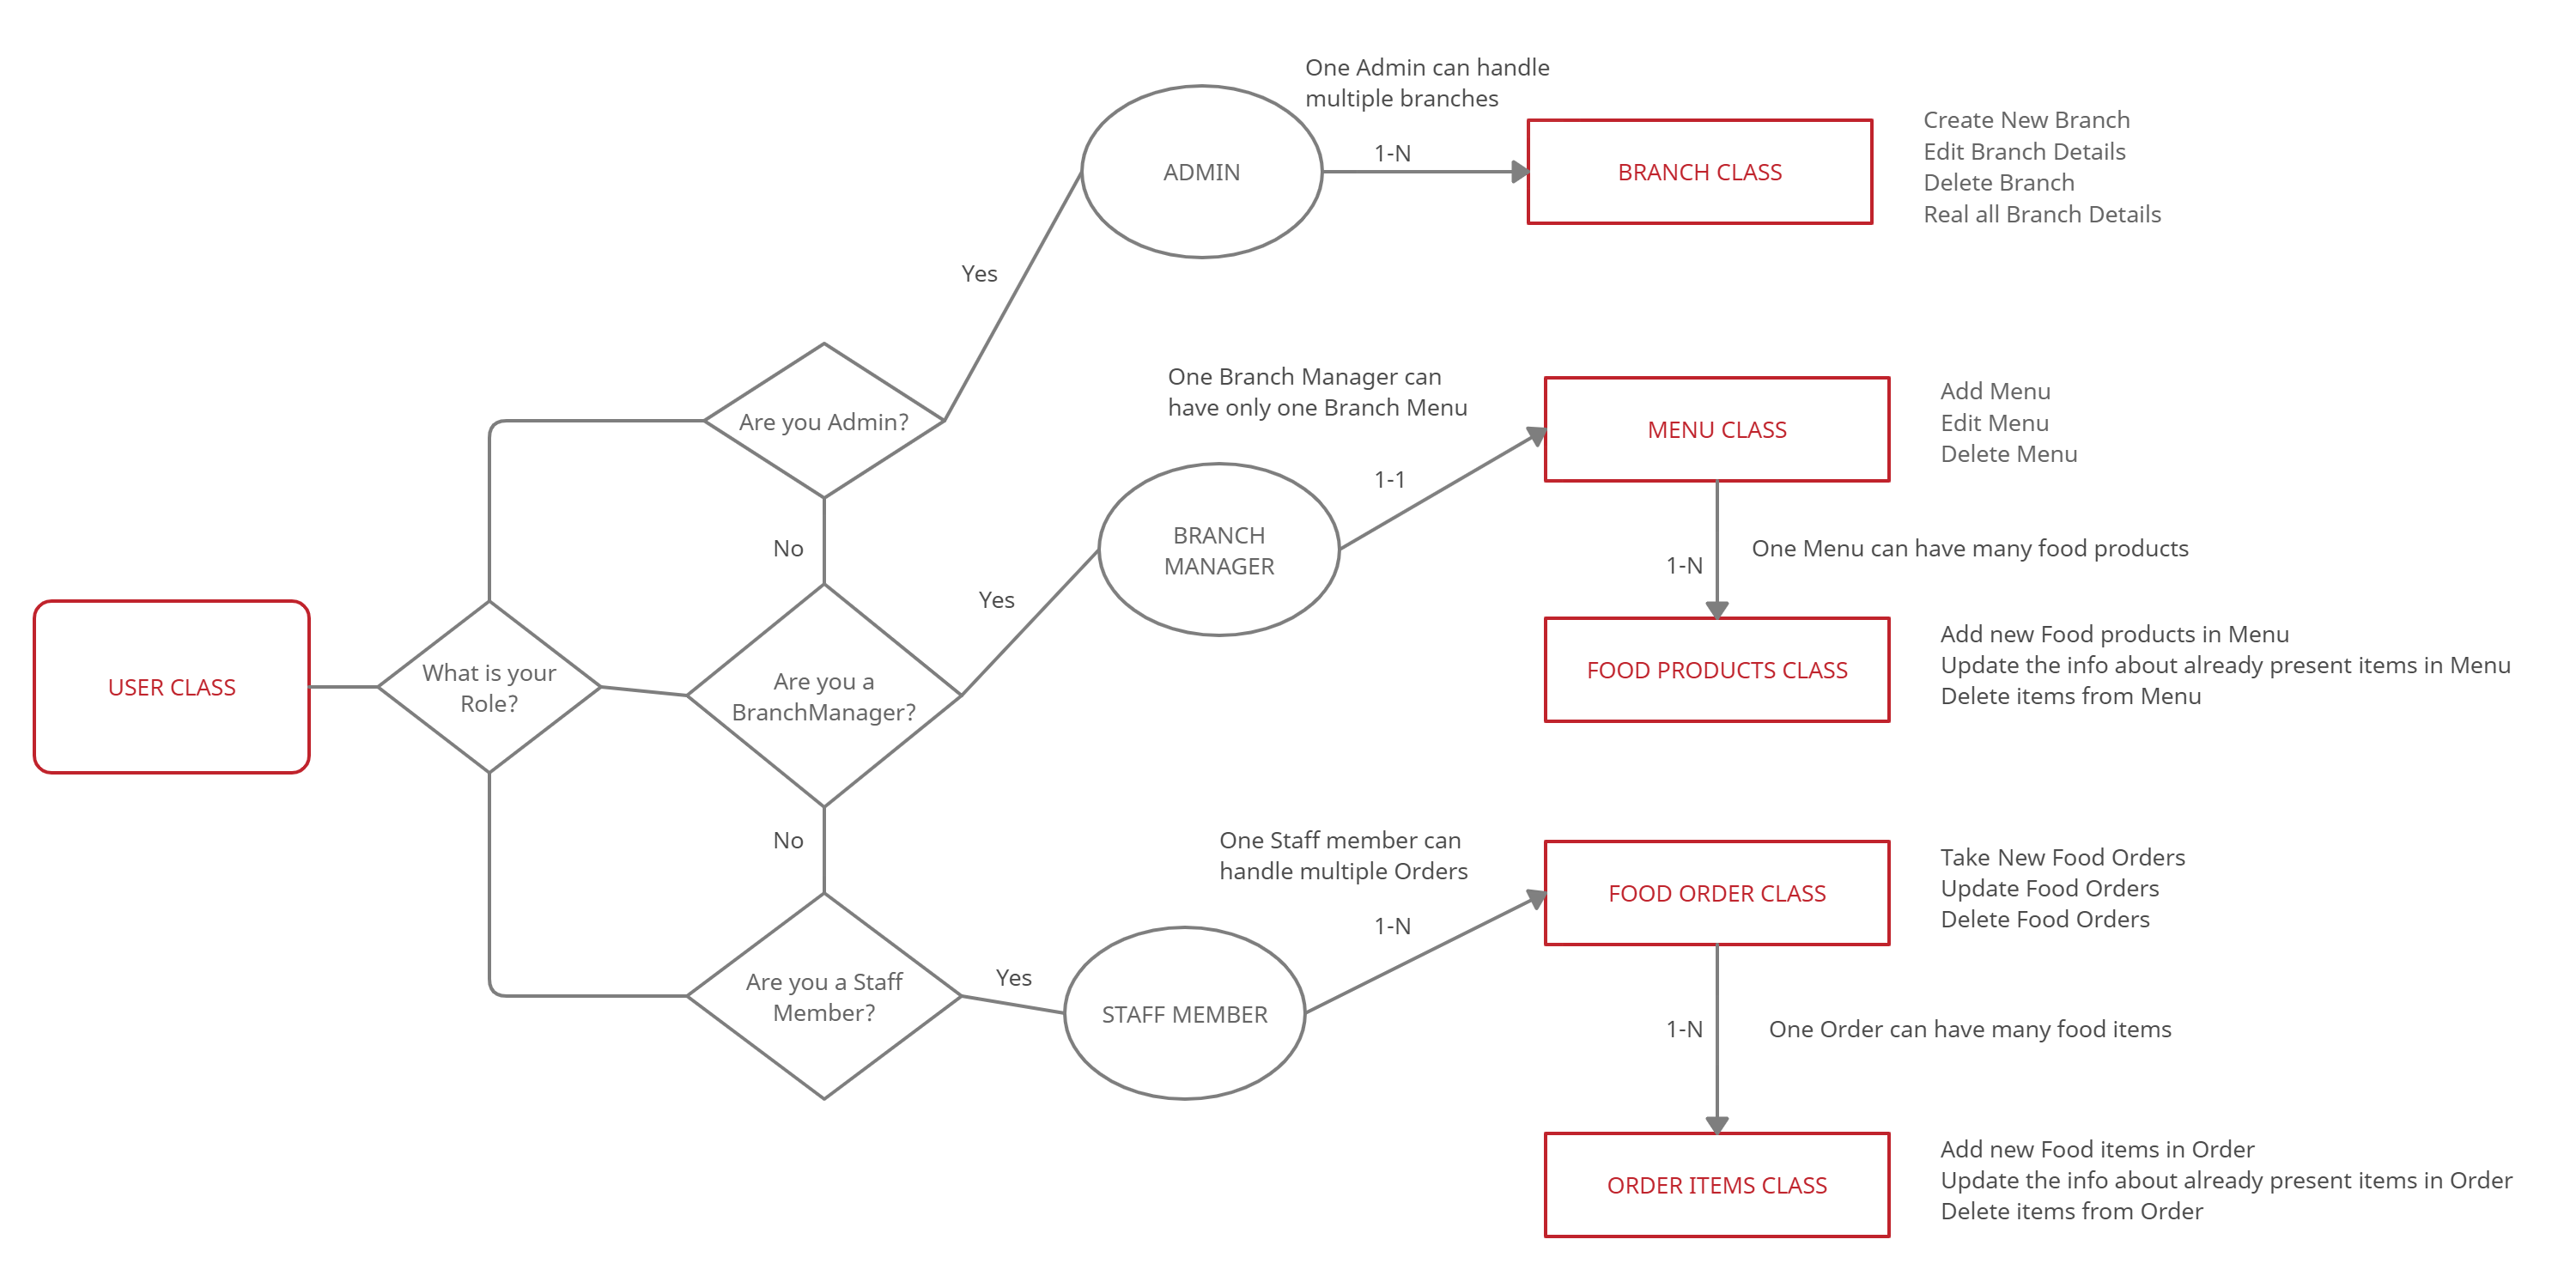 One Admin can handle
multiple branches
1-N
ADMIN
BRANCH CLASS
Create New Branch
Edit Branch Details
Delete Branch
Real all Branch Details
Yes
Are you Admin?
No
One Branch Manager can
have only one Branch Menu
1-1
BRANCH
MANAGER
MENU CLASS
Add Menu
Edit Menu
Delete Menu
1-N
One Menu can have many food products
Yes
USER CLASS
What is your
Role?
Are you a
BranchManager?
FOOD PRODUCTS CLASS
Add new Food products in Menu
Update the info about already present items in Menu
Delete items from Menu
No
One Staff member can
handle multiple Orders
1-N
FOOD ORDER CLASS
Take New Food Orders
Update Food Orders
Delete Food Orders
Are you a Staff
Member?
Yes
STAFF MEMBER
1-N
One Order can have many food items
ORDER ITEMS CLASS
Add new Food items in Order
Update the info about already present items in Order
Delete items from Order